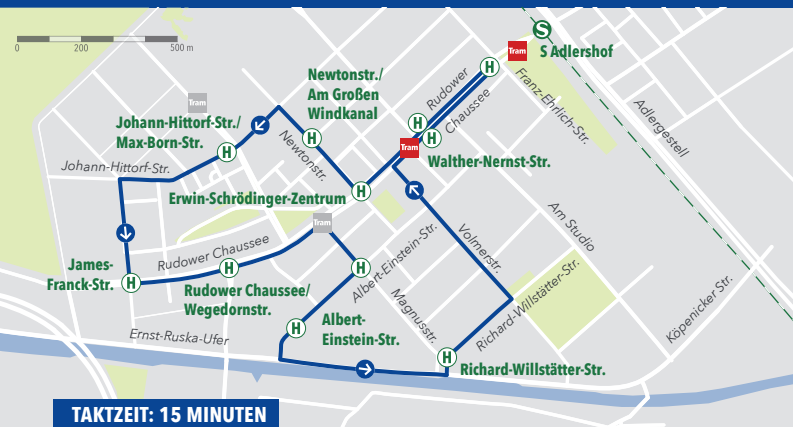 0 200 500 m
S
Tram
S Adlershof
Tram
Newtonstr./
Am Großen
Windkanal
H
Rudower
Chaussee
Franz-Ehrlich-Str.
Adlergestell
Johann-Hittorf-Str./
Max-Born-Str.
H
H
H
H
Tram
Walther-Nernst-Str.
Newtonstr.
H
Johann-Hittorf-Str.
Erwin-Schrödinger-Zentrum
H
Tram
Am Studio
Volmerstr.
Albert-Einstein-Str.
Rudower Chaussee
James-
Franck-Str.
H
H
H
Rudower Chaussee/
Wegedornstr.
Magnusstr.
Richard-Willstätter-Str.
Köpenicker Str.
Albert-
Einstein-Str.
H
Ernst-Ruska-Ufer
H
Richard-Willstätter-Str.
TAKTZEIT: 15 MINUTEN